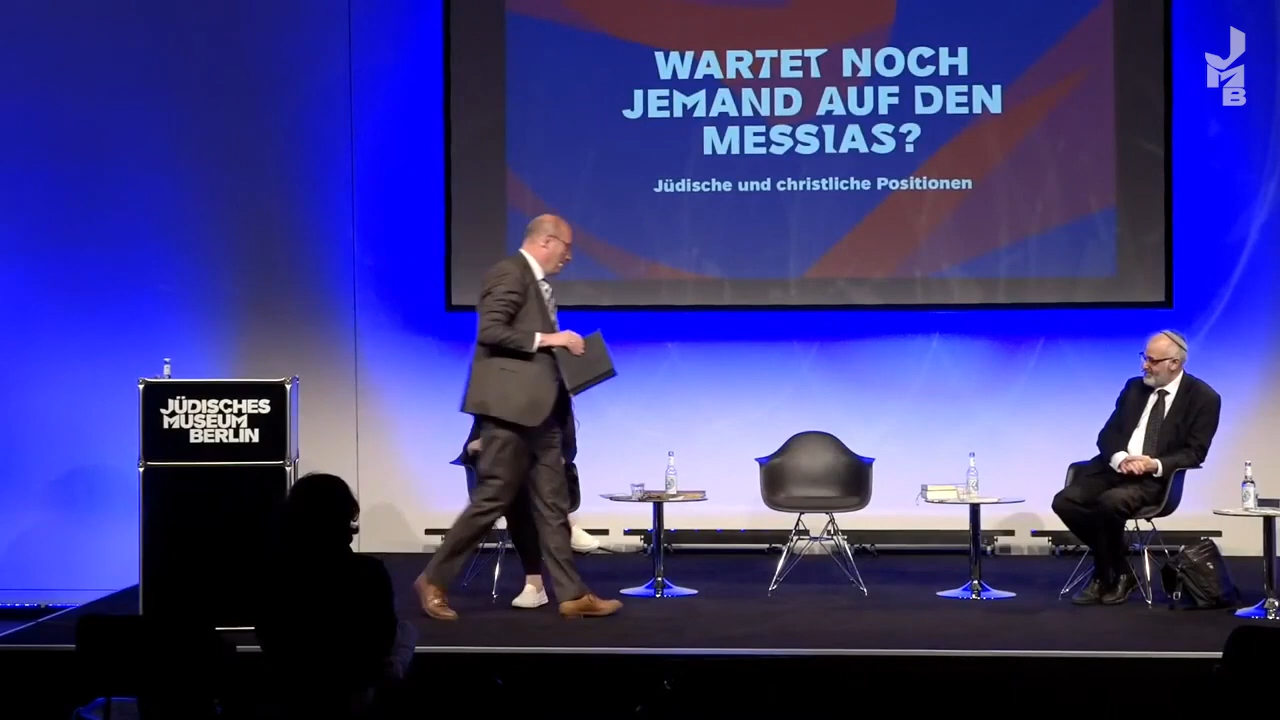 WARTET NOCH
JEMAND AUF DEN
MESSIAS?
Jüdische und christliche Positionen
JMB
JÜDISCHES
MUSEUM
BERLIN